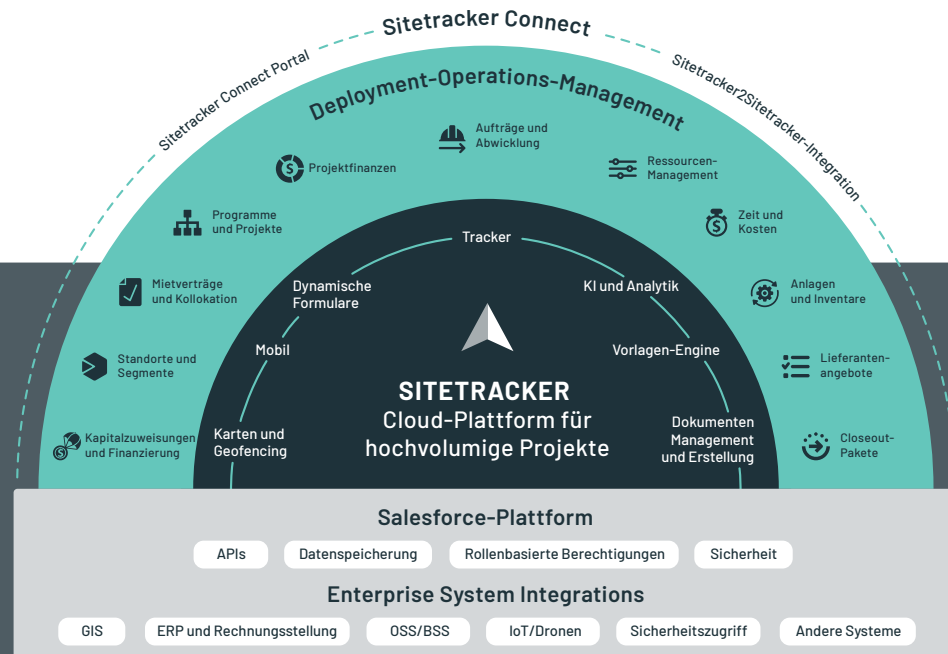 Sitetracker Connect
Sitetracker Connect Portal
Sitetracker2Sitetracker-Integration
Deployment-Operations-Management
Aufträge und
Abwicklung
Projektfinanzen
Ressourcen-
Management
Programme
und Projekte
Zeit und
Kosten
Mietverträge
und Kollokation
Anlagen
und Inventare
Standorte und
Segmente
Lieferanten-
angebote
Kapitalzuweisungen
und Finanzierung
Closeout-
Pakete
Tracker
Dynamische
Formulare
KI und Analytik
Mobil
Vorlagen-Engine
Karten und
Geofencing
Dokumenten
Management
und Erstellung
SITETRACKER
Cloud-Plattform für
hochvolumige Projekte
Salesforce-Plattform
APIs
Datenspeicherung
Rollenbasierte Berechtigungen
Sicherheit
Enterprise System Integrations
GIS
ERP und Rechnungsstellung
OSS/BSS
IoT/Dronen
Sicherheitszugriff
Andere Systeme